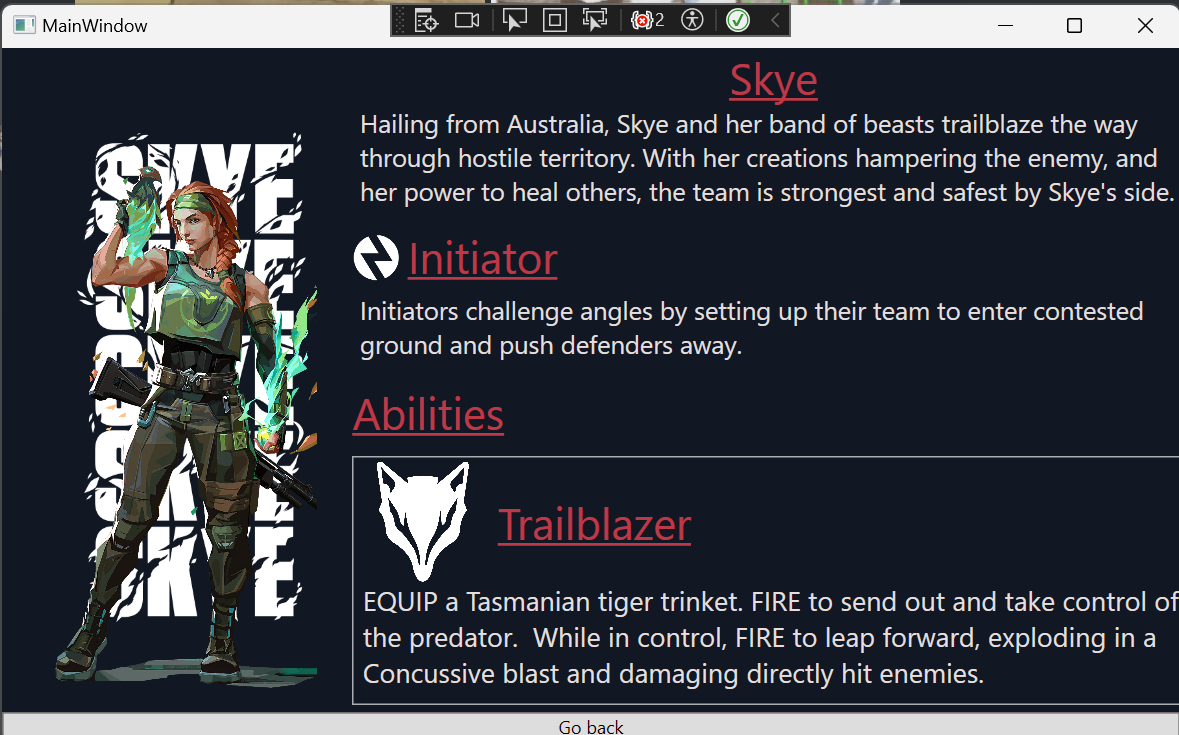 MainWindow
2
Skye
Hailing from Australia, Skye and her band of beasts trailblaze the way
through hostile territory. With her creations hampering the enemy, and
her power to heal others, the team is strongest and safest by Skye's side.
SKYE
Initiator
Initiators challenge angles by setting up their team to enter contested
ground and push defenders away.
Abilities
Trailblazer
EQUIP a Tasmanian tiger trinket. FIRE to send out and take control of
the predator.  While in control, FIRE to leap forward, exploding in a
Concussive blast and damaging directly hit enemies.
Go back